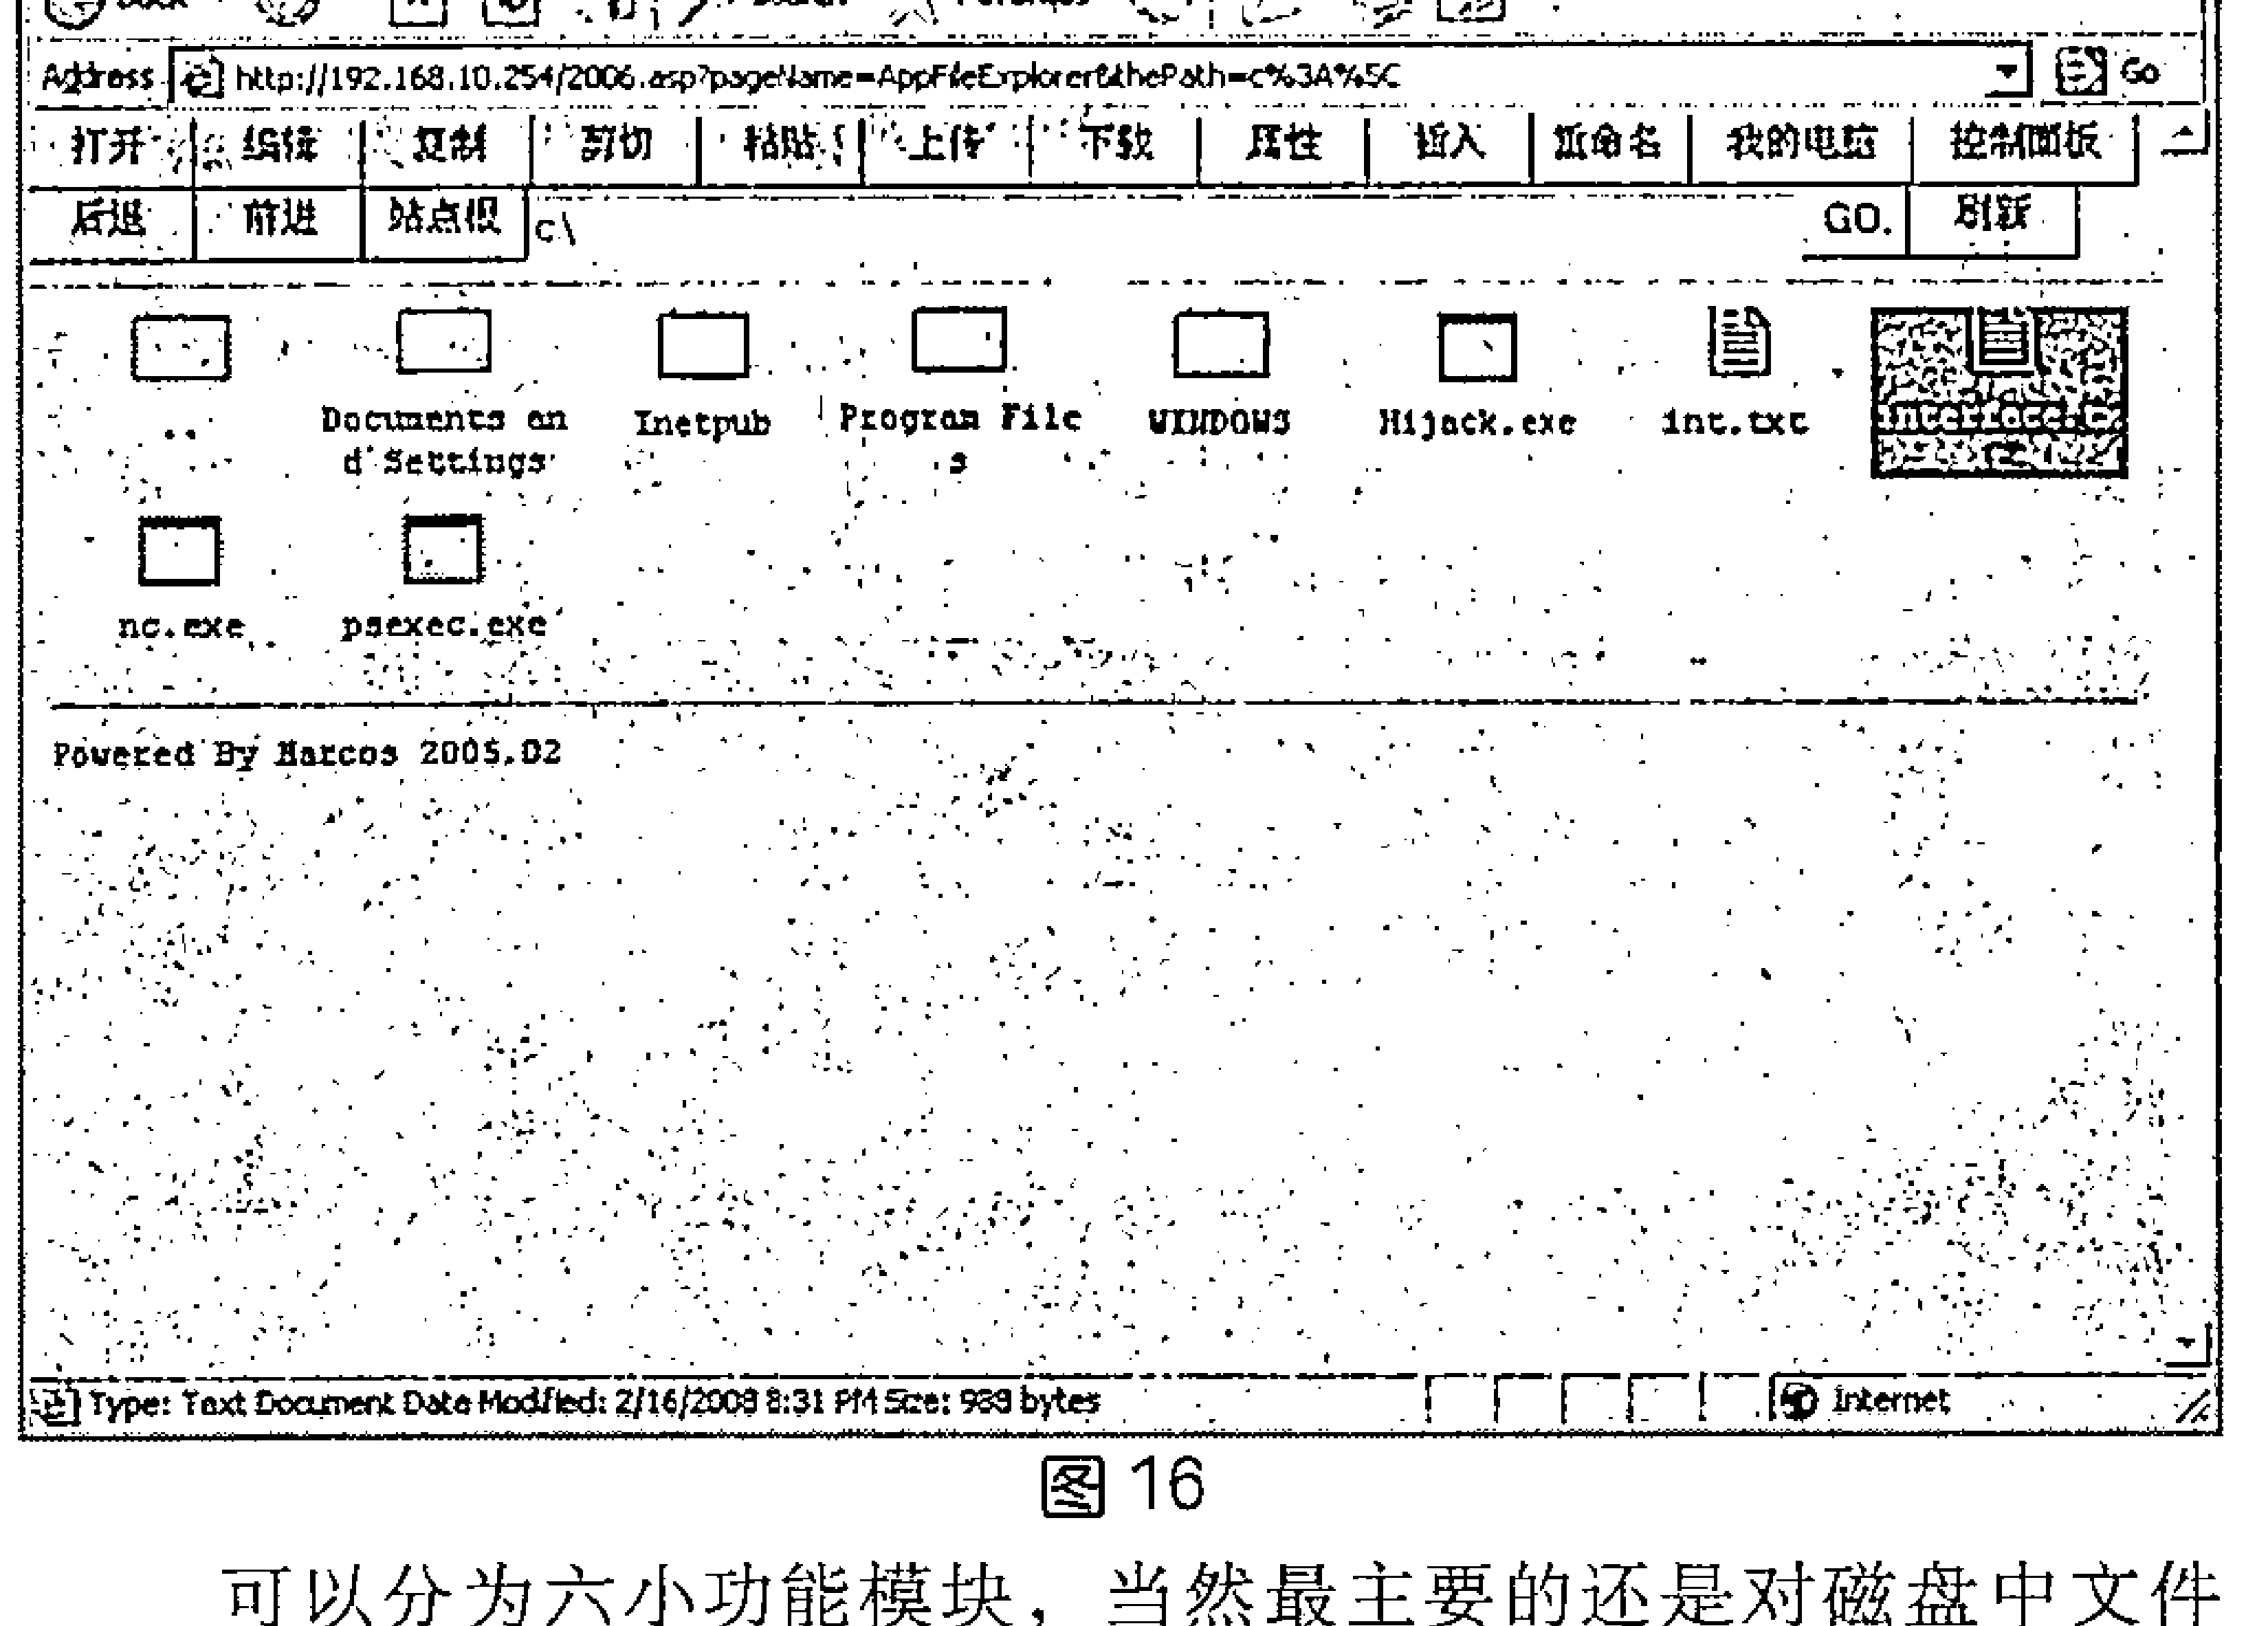 Search
Address http://192.168.10.254/2006.asp?pageName=AppFileExplorer&thePath=c%3A%5C Go
打开 编辑 复制 剪切 粘贴 上传 下载 属性 插入 重命名 我的电脑 控制面板
后退 前进 站点根 c\ GO. 刷新
.. Documents an Inetpub Program File WINDOWS Hijack.exe int.txt
d Settings s
nc.exe psexec.exe
Powered By Marcos 2005.02
Type: Text Document Date Modified: 2/16/2008 8:31 PM Size: bytes Internet
图 16
可以分为六小功能模块，当然最主要的还是对磁盘中文件